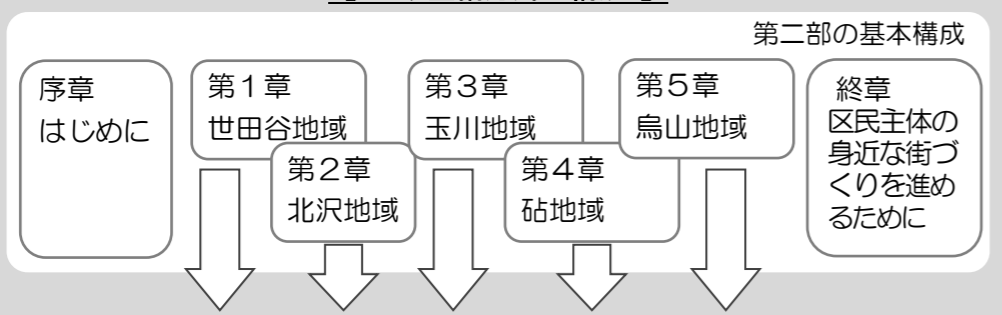 第二部の基本構成
序章
はじめに
第1章
世田谷地域
第2章
北沢地域
第3章
玉川地域
第4章
砧地域
第5章
烏山地域
終章
区民主体の
身近な街づ
くりを進め
るために